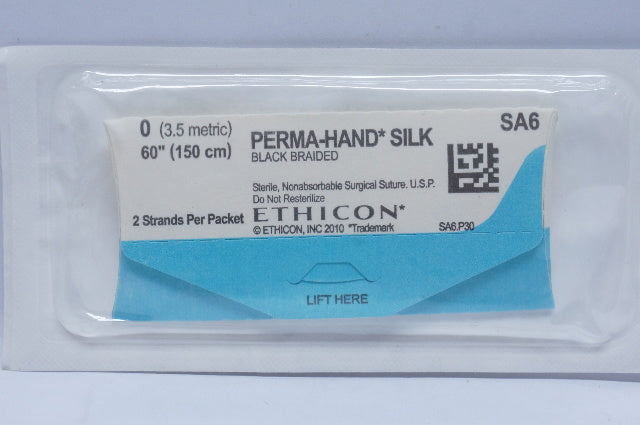 0 (3.5 metric)
60" (150 cm)
PERMA-HAND* SILK
BLACK BRAIDED
SA6
Sterile, Nonabsorbable Surgical Suture. U.S.P.
Do Not Resterilize
2 Strands Per Packet
ETHICON*
© ETHICON, INC 2010 *Trademark
SA6.P30
LIFT HERE